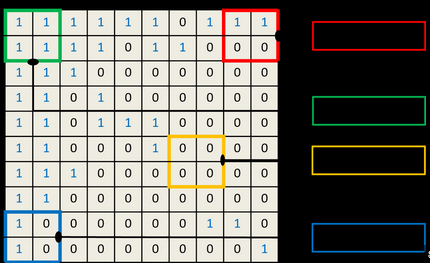 1 1 1 1 1 1 0 1 1 1
1 1 1 1 0 1 1 0 0 0
1 1 1 0 0 0 0 0 0 0
1 1 0 1 0 0 0 0 0 0
1 1 0 1 1 1 0 0 0 0
1 1 0 0 0 1 0 0 0 0
1 1 1 0 0 0 0 0 0 0
1 1 0 0 0 0 0 0 0 0
1 0 0 0 0 0 0 1 1 0
1 0 0 0 0 0 0 0 0 1